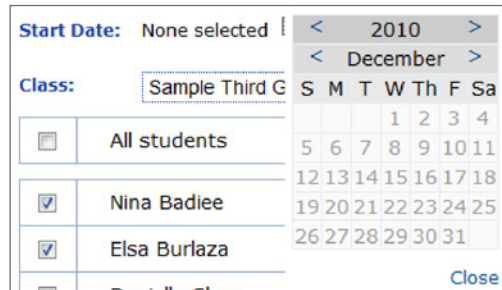 Start Date: None selected
Class: Sample Third G
All students
Nina Badiee
Elsa Burlaza
< 2010 >
< December >
S M T W Th F Sa
1 2 3 4
5 6 7 8 9 10 11
12 13 14 15 16 17 18
19 20 21 22 23 24 25
26 27 28 29 30 31
Close